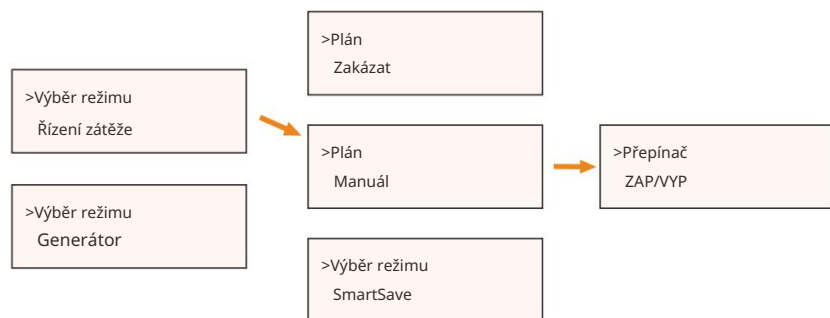 >Výběr režimu
Řízení zátěže
>Výběr režimu
Generátor
>Plán
Zakázat
>Plán
Manuál
>Výběr režimu
SmartSave
>Přepínač
ZAP/VYP